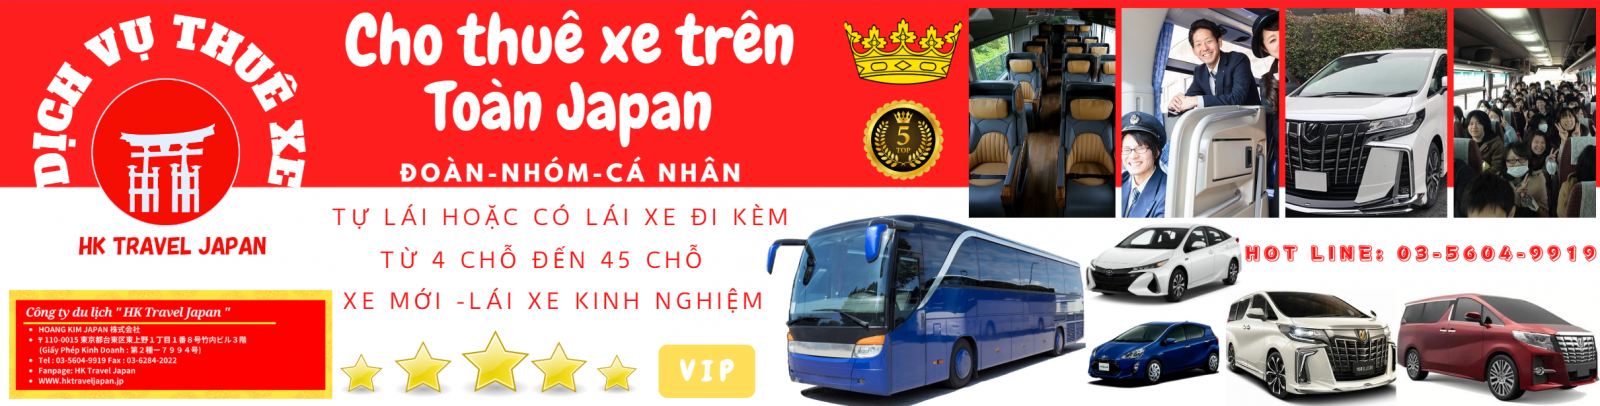 DỊCH VỤ THUÊ XE
HK TRAVEL JAPAN
Cho thuê xe trên
Toàn Japan
ĐOÀN-NHÓM-CÁ NHÂN
TỰ LÁI HOẶC CÓ LÁI XE ĐI KÈM
TỪ 4 CHỖ ĐẾN 45 CHỖ
XE MỚI -LÁI XE KINH NGHIỆM
VIP
5
TOP
HOT LINE: 03-5604-9919
Công ty du lịch " HK Travel Japan "
HOANG KIM JAPAN 株式会社
〒110-0015 東京都台東区東上野１丁目１番８号竹内ビル３階
(Giấy Phép Kinh Doanh : 第２種ー７９９４号)
Tel : 03-5604-9919 Fax : 03-6284-2022
Fanpage: HK Travel Japan
WWW.hktraveljapan.jp